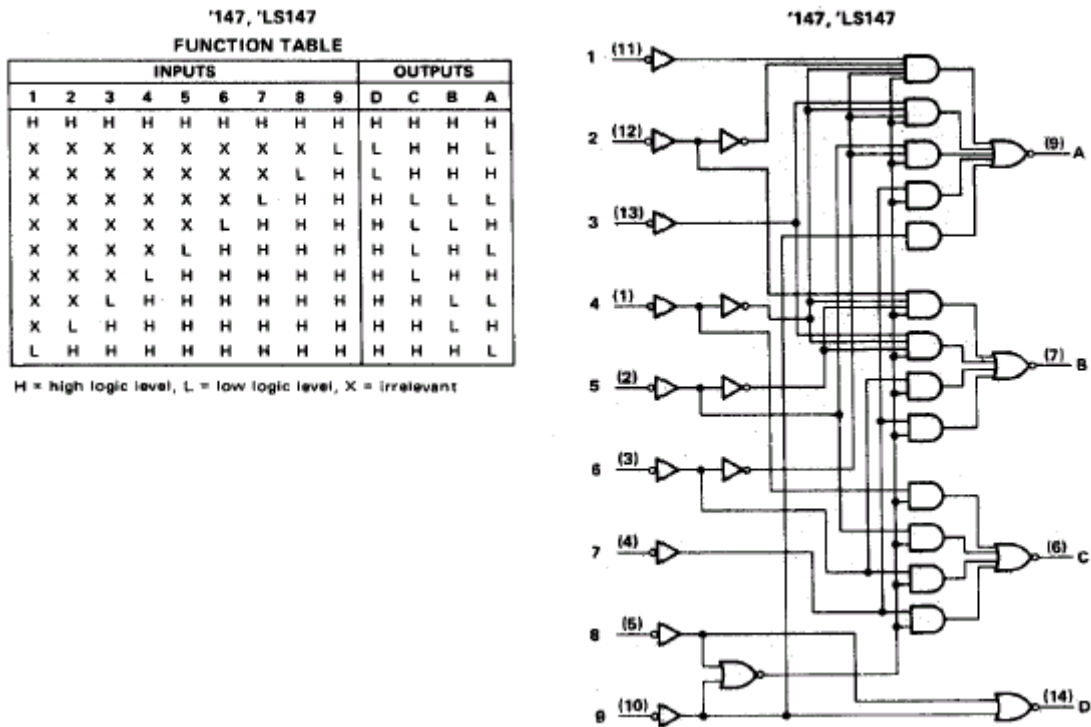 '147, 'LS147
FUNCTION TABLE
INPUTS OUTPUTS
1 2 3 4 5 6 7 8 9 D C B A
H H H H H H H H H H H H H
X X X X X X X X L L H H L
X X X X X X X L H L H H H
X X X X X X L H H H L L L
X X X X X L H H H H L L H
X X X X L H H H H H L H L
X X X L H H H H H H L H H
X X L H H H H H H H H L L
X L H H H H H H H H H L H
L H H H H H H H H H H H L
H = high logic level, L = low logic level, X = irrelevant
'147, 'LS147
1 (11)
2 (12)
(9) A
3 (13)
4 (1)
(7) B
5 (2)
6 (3)
7 (4)
(6) C
8 (5)
9 (10)
(14) D